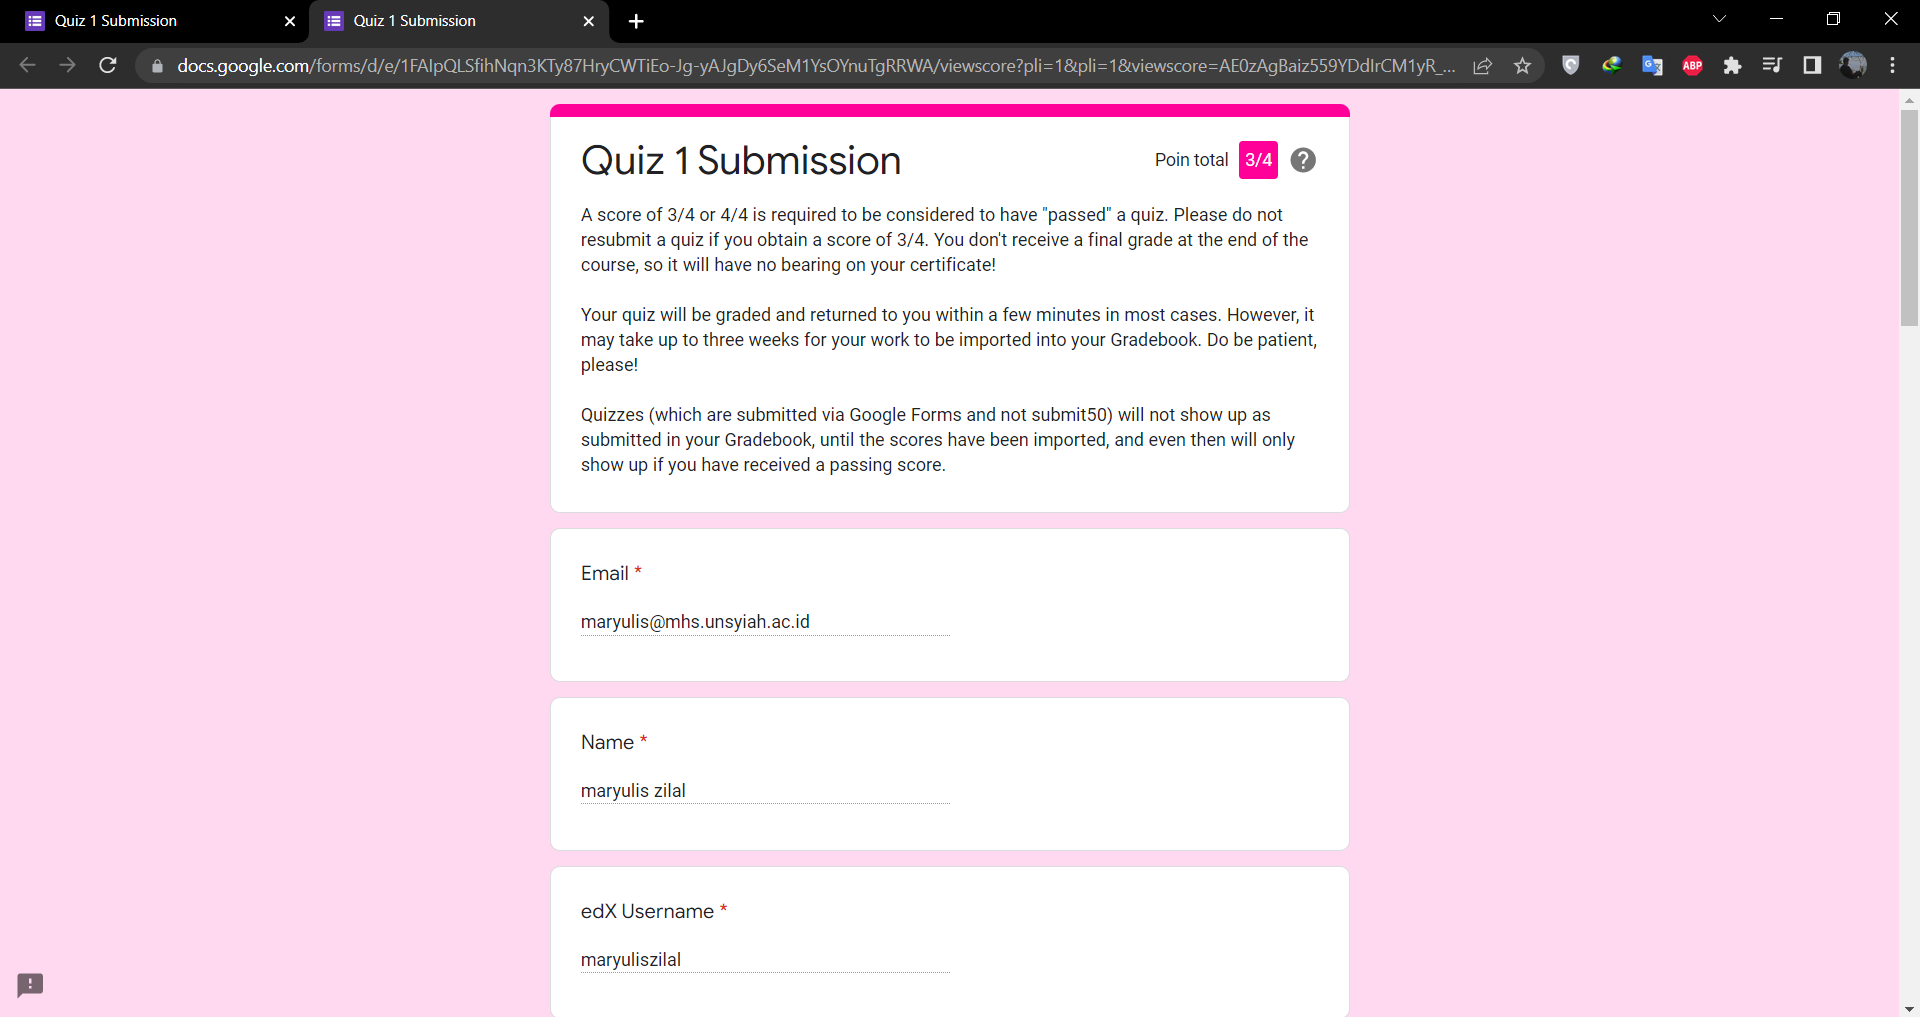 Quiz 1 Submission
Quiz 1 Submission
docs.google.com/forms/d/e/1FAIpQLSfihNqn3KTy87HryCWTiEo-Jg-yAJgDy6SeM1YsOYnuTgRRWA/viewscore?pli=1&pli=1&viewscore=AE0zAgBaiz559YDdIrCM1yR_...
ABP
Quiz 1 Submission
Poin total 3/4
A score of 3/4 or 4/4 is required to be considered to have "passed" a quiz. Please do not
resubmit a quiz if you obtain a score of 3/4. You don't receive a final grade at the end of the
course, so it will have no bearing on your certificate!
Your quiz will be graded and returned to you within a few minutes in most cases. However, it
may take up to three weeks for your work to be imported into your Gradebook. Do be patient,
please!
Quizzes (which are submitted via Google Forms and not submit50) will not show up as
submitted in your Gradebook, until the scores have been imported, and even then will only
show up if you have received a passing score.
Email *
maryulis@mhs.unsyiah.ac.id
Name *
maryulis zilal
edX Username *
maryuliszilal